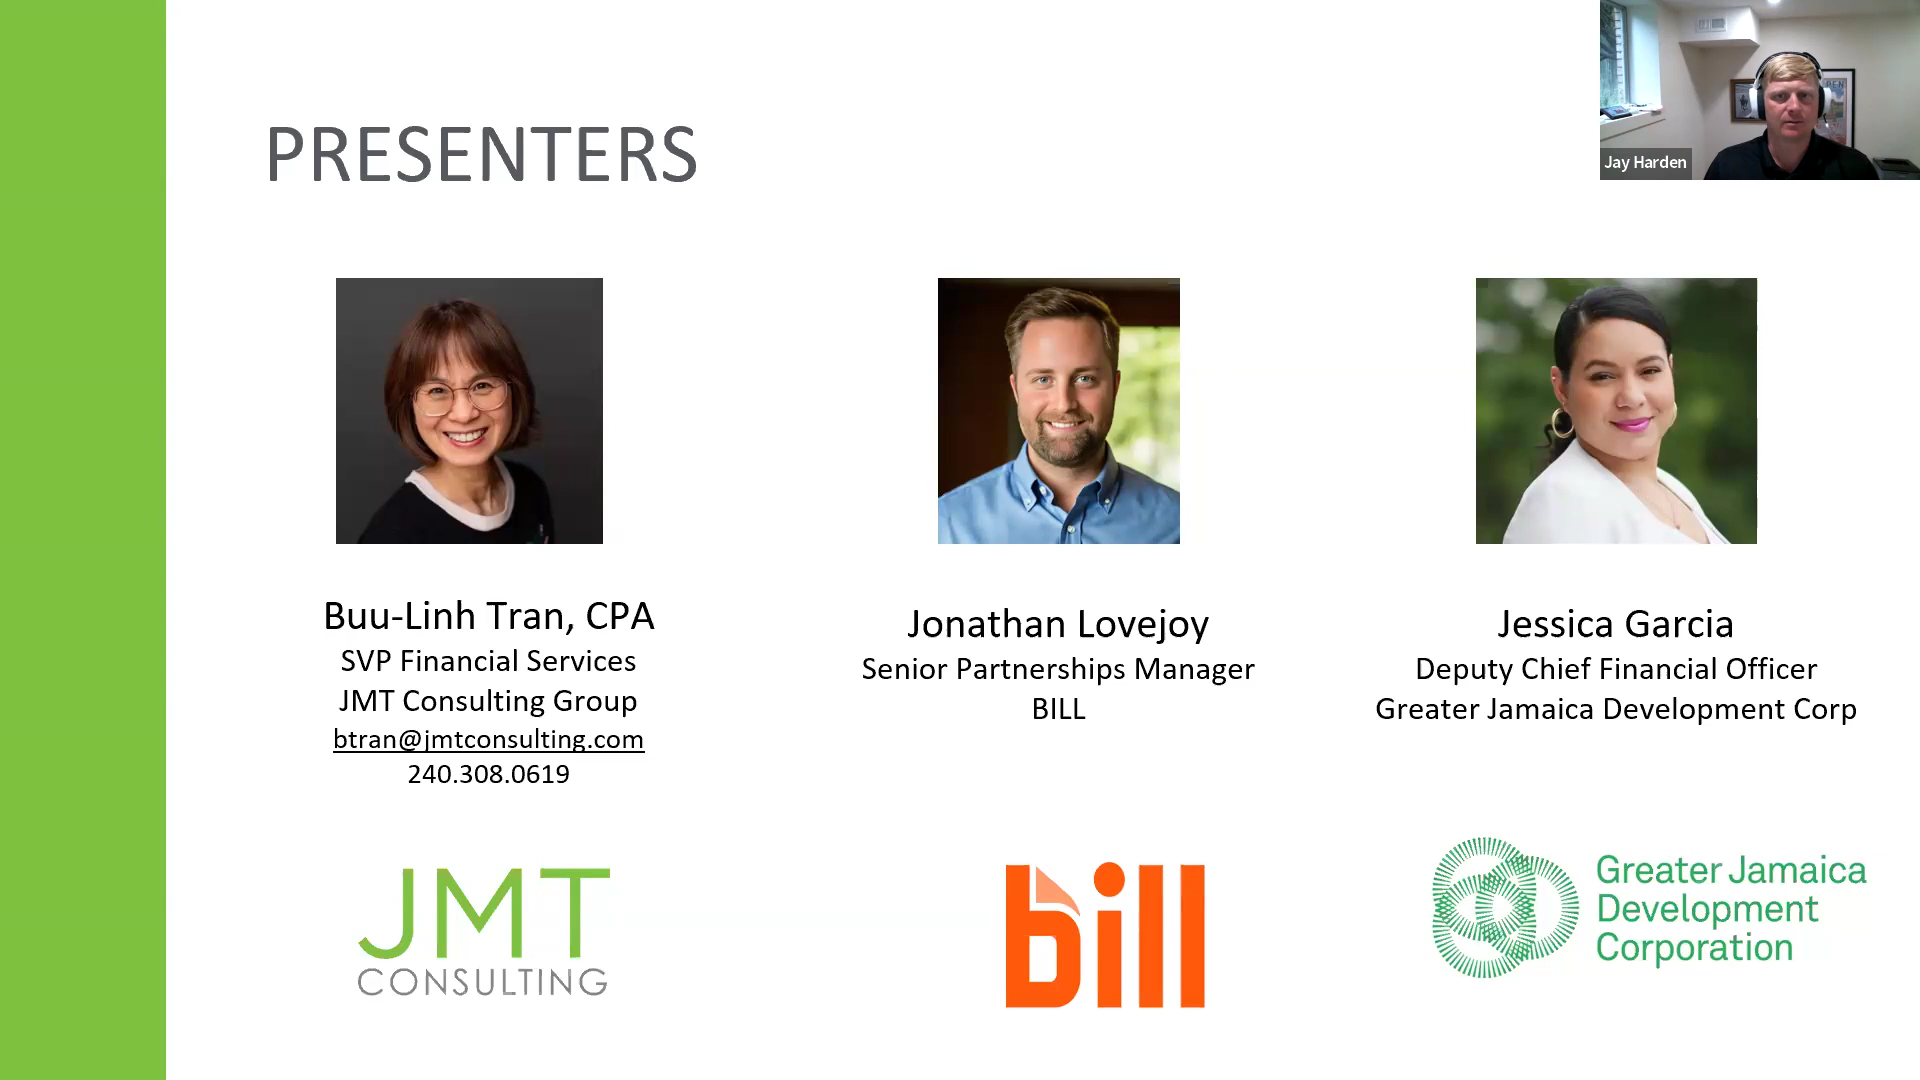 PRESENTERS
Jay Harden
Buu-Linh Tran, CPA
SVP Financial Services
JMT Consulting Group
btran@jmtconsulting.com
240.308.0619
Jonathan Lovejoy
Senior Partnerships Manager
BILL
Jessica Garcia
Deputy Chief Financial Officer
Greater Jamaica Development Corp
JMT
CONSULTING
bill
Greater Jamaica
Development
Corporation